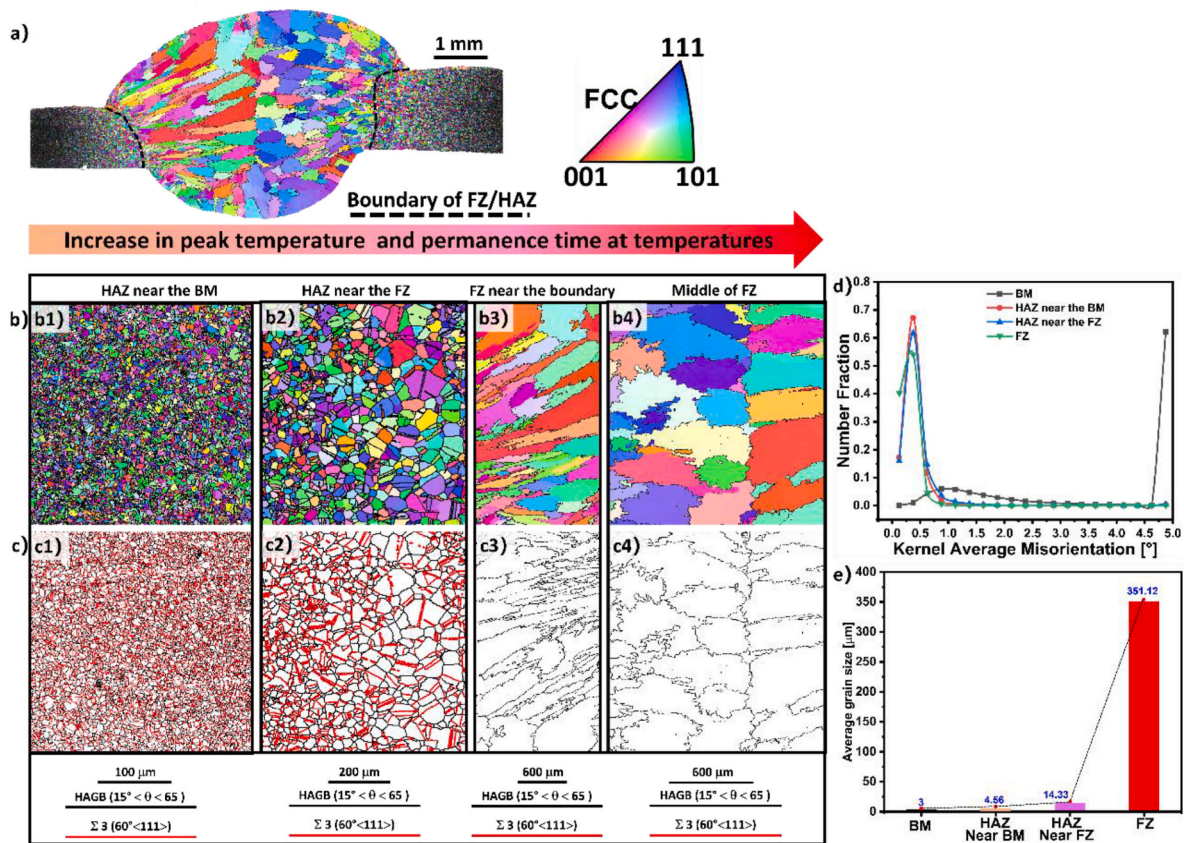 a)
1 mm
111
FCC
001
101
Boundary of FZ/HAZ
Increase in peak temperature and permanence time at temperatures
HAZ near the BM
HAZ near the FZ
FZ near the boundary
Middle of FZ
b)
b1)
b2)
b3)
b4)
c)
c1)
c2)
c3)
c4)
100 μm
200 μm
600 μm
600 μm
HAGB (15° < θ < 65)
HAGB (15° < θ < 65)
HAGB (15° < θ < 65)
HAGB (15° < θ < 65)
Σ 3 (60°<111>)
Σ 3 (60°<111>)
Σ 3 (60°<111>)
Σ 3 (60°<111>)
d)
0.8
0.7
0.6
0.5
0.4
0.3
0.2
0.1
0.0
Number Fraction
BM
HAZ near the BM
HAZ near the FZ
FZ
0.0 0.5 1.0 1.5 2.0 2.5 3.0 3.5 4.0 4.5 5.0
Kernel Average Misorientation [°]
e)
400
350
300
250
200
150
100
50
0
Average grain size [μm]
3
4.56
14.33
351.12
BM
HAZ
Near BM
HAZ
Near FZ
FZ